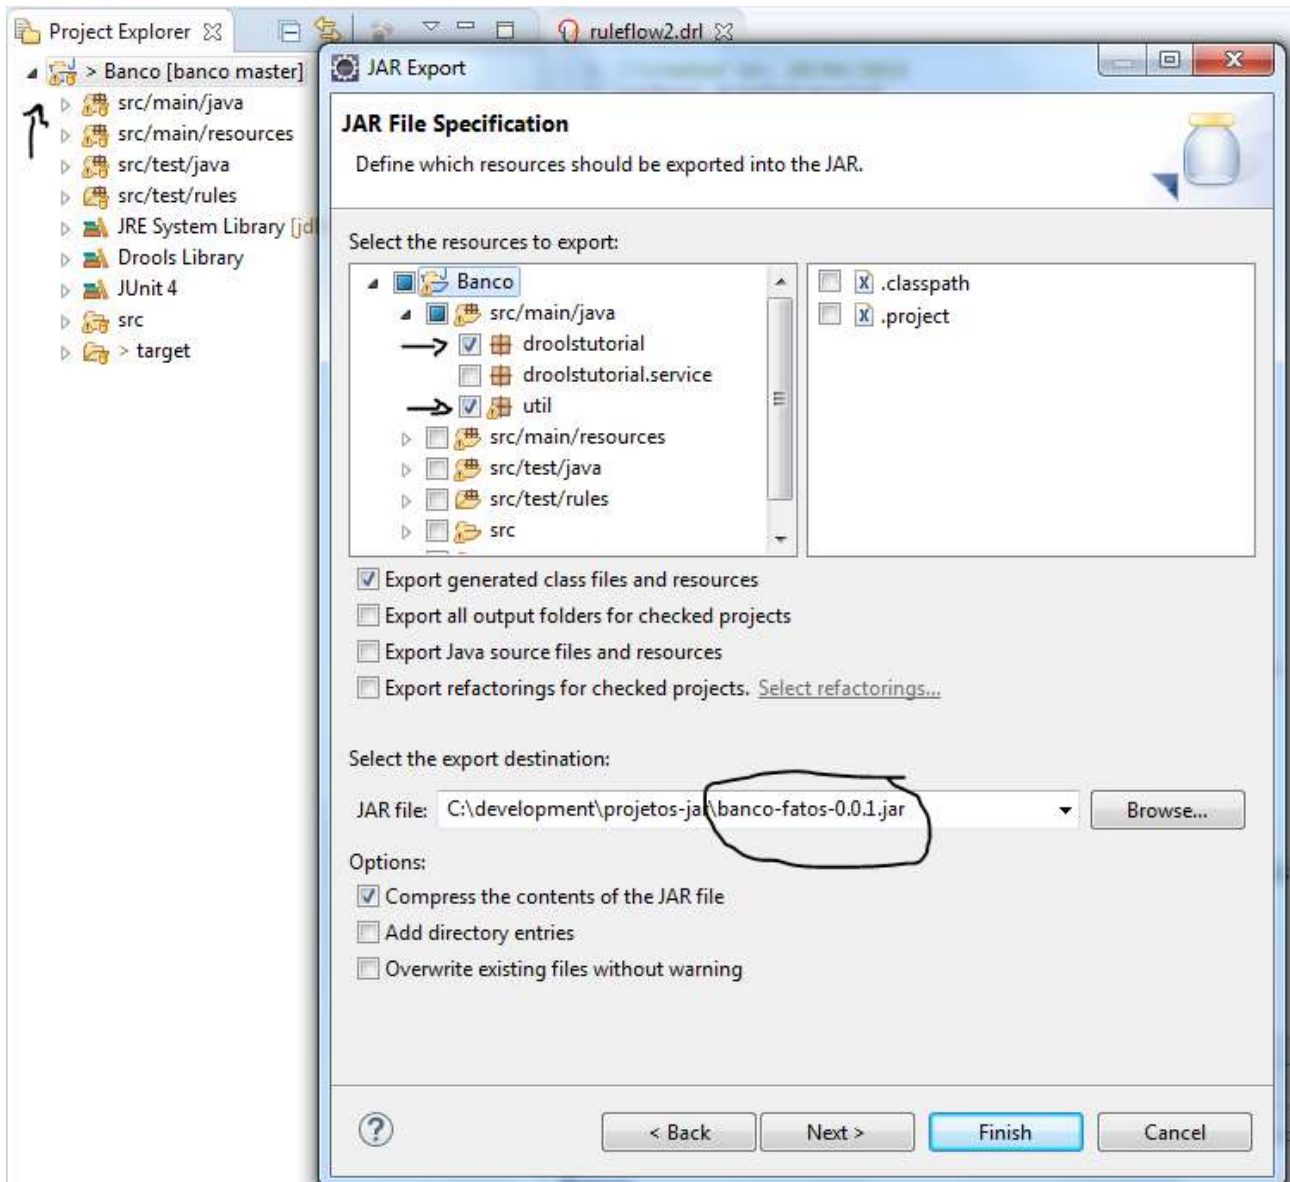 Project Explorer
ruleflow2.drl
> Banco [banco master]
src/main/java
src/main/resources
src/test/java
src/test/rules
JRE System Library [jd
Drools Library
JUnit 4
src
> target
JAR Export
JAR File Specification
Define which resources should be exported into the JAR.
Select the resources to export:
Banco
src/main/java
droolstutorial
droolstutorial.service
util
src/main/resources
src/test/java
src/test/rules
src
.classpath
.project
Export generated class files and resources
Export all output folders for checked projects
Export Java source files and resources
Export refactorings for checked projects. Select refactorings...
Select the export destination:
JAR file: C:\development\projetos-jar\banco-fatos-0.0.1.jar Browse...
Options:
Compress the contents of the JAR file
Add directory entries
Overwrite existing files without warning
? < Back Next > Finish Cancel